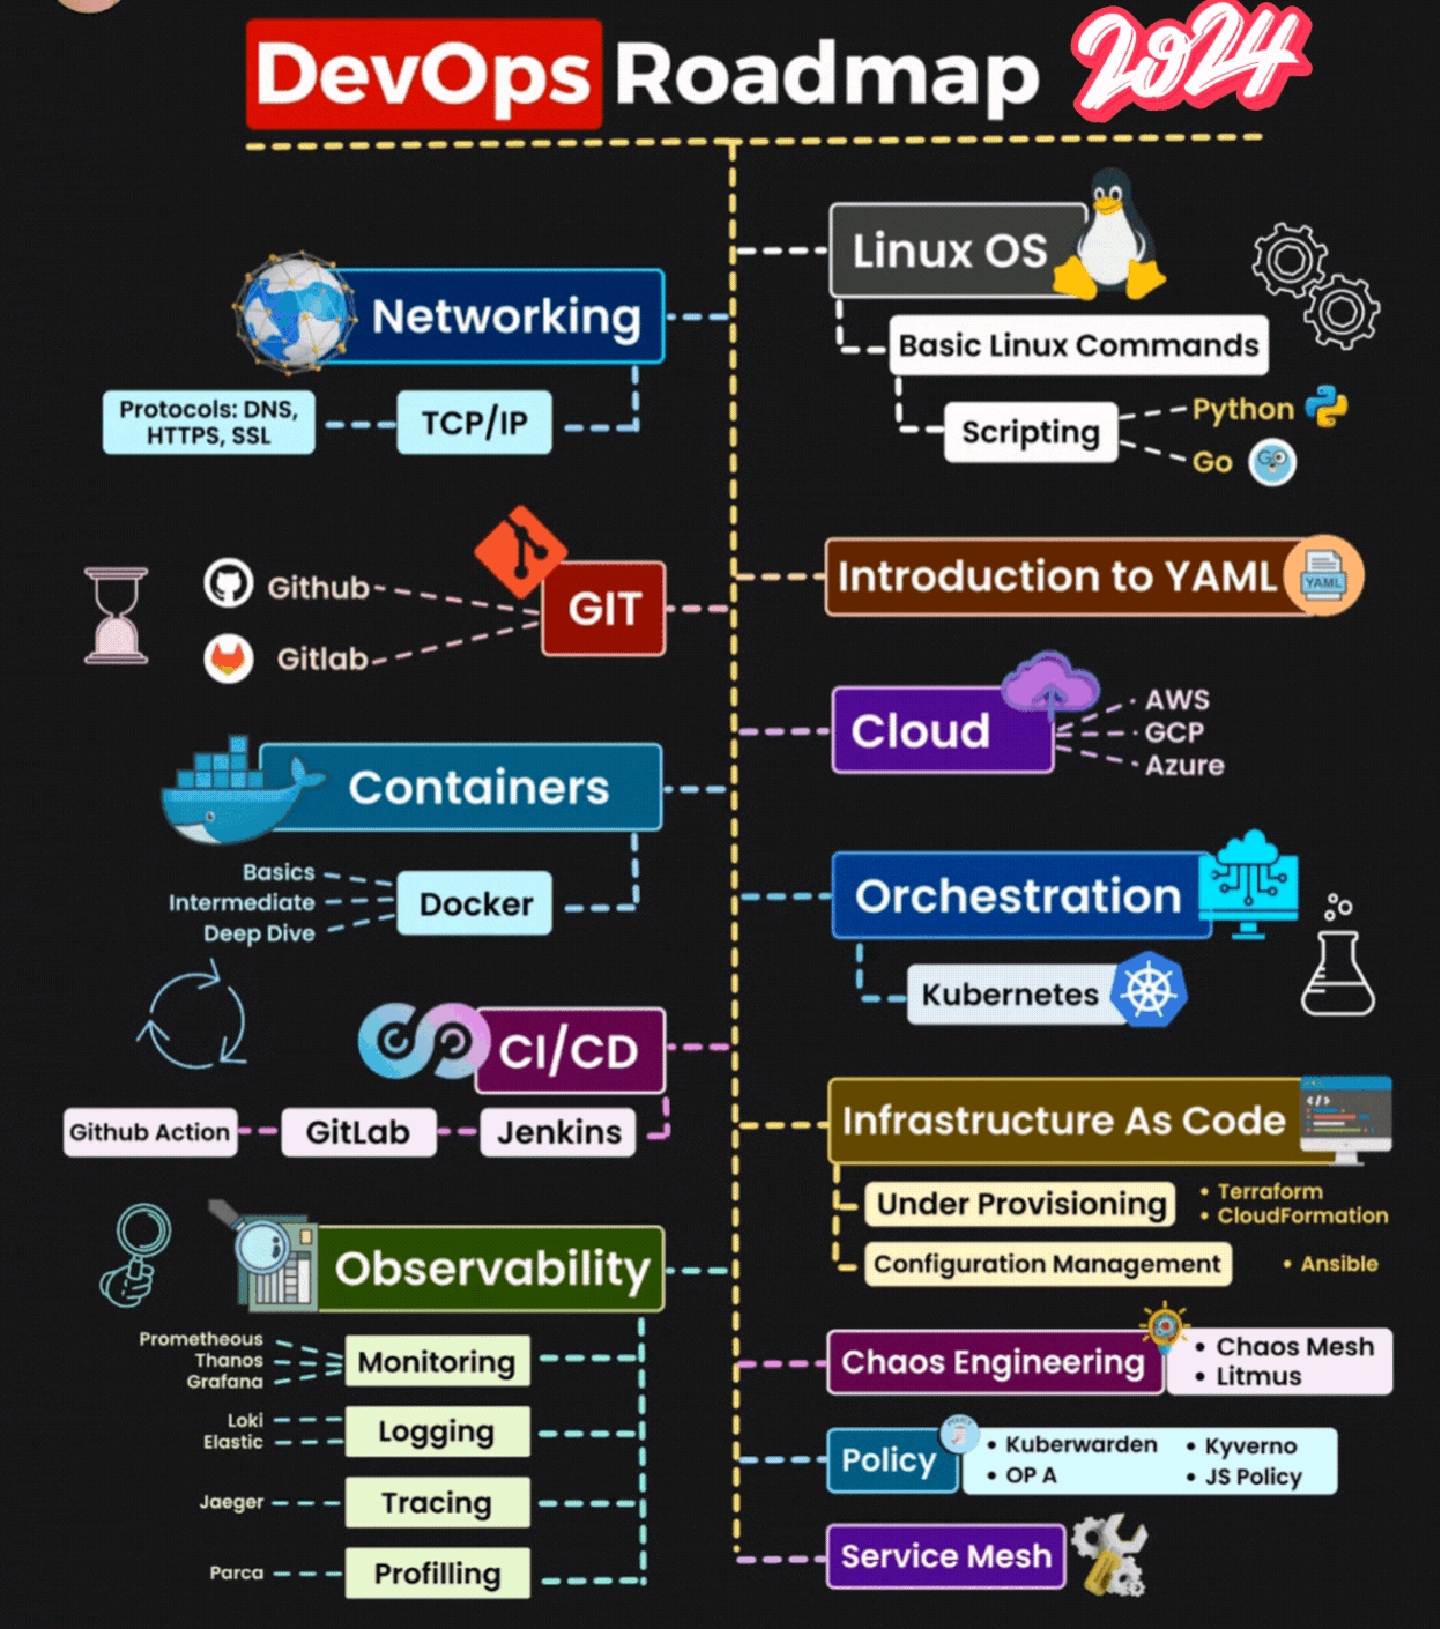 DevOps Roadmap 2024
Linux OS
Basic Linux Commands
Scripting
Python
Go
Networking
TCP/IP
Protocols: DNS,
HTTPS, SSL
Introduction to YAML
YAML
GIT
Github
Gitlab
Cloud
AWS
GCP
Azure
Containers
Docker
Basics
Intermediate
Deep Dive
Orchestration
Kubernetes
CI/CD
Jenkins
GitLab
Github Action
Infrastructure As Code
</>
Under Provisioning
• Terraform
• CloudFormation
Configuration Management
• Ansible
Observability
Monitoring
Prometheous
Thanos
Grafana
Logging
Loki
Elastic
Tracing
Jaeger
Profilling
Parca
Chaos Engineering
• Chaos Mesh
• Litmus
Policy
• Kuberwarden
• OP A
• Kyverno
• JS Policy
Service Mesh